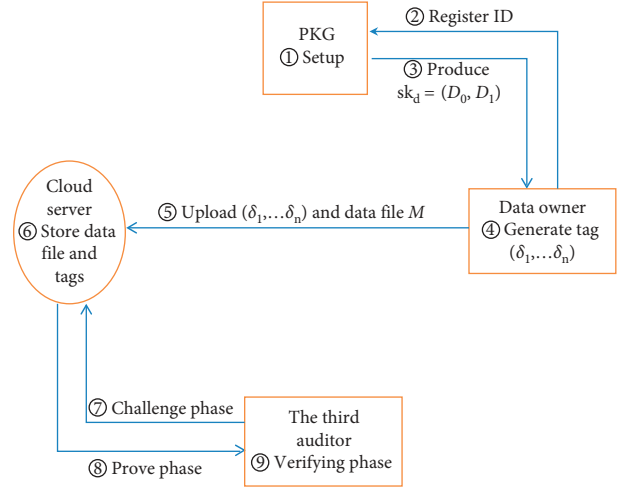 ② Register ID
PKG
① Setup
③ Produce
sk_d = (D_0, D_1)
Cloud
server
⑥ Store data
file and
tags
⑤ Upload (δ_1,…δ_n) and data file M
Data owner
④ Generate tag
(δ_1,…δ_n)
⑦ Challenge phase
The third
auditor
⑨ Verifying phase
⑧ Prove phase